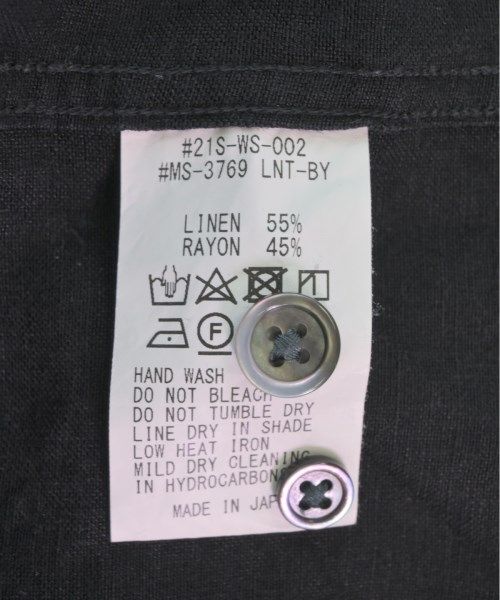 #21S-WS-002
#MS-3769 LNT-BY
LINEN 55%
RAYON 45%
F
HAND WASH
DO NOT BLEACH
DO NOT TUMBLE DRY
LINE DRY IN SHADE
LOW HEAT IRON
MILD DRY CLEANING
IN HYDROCARBONS
MADE IN JAPAN